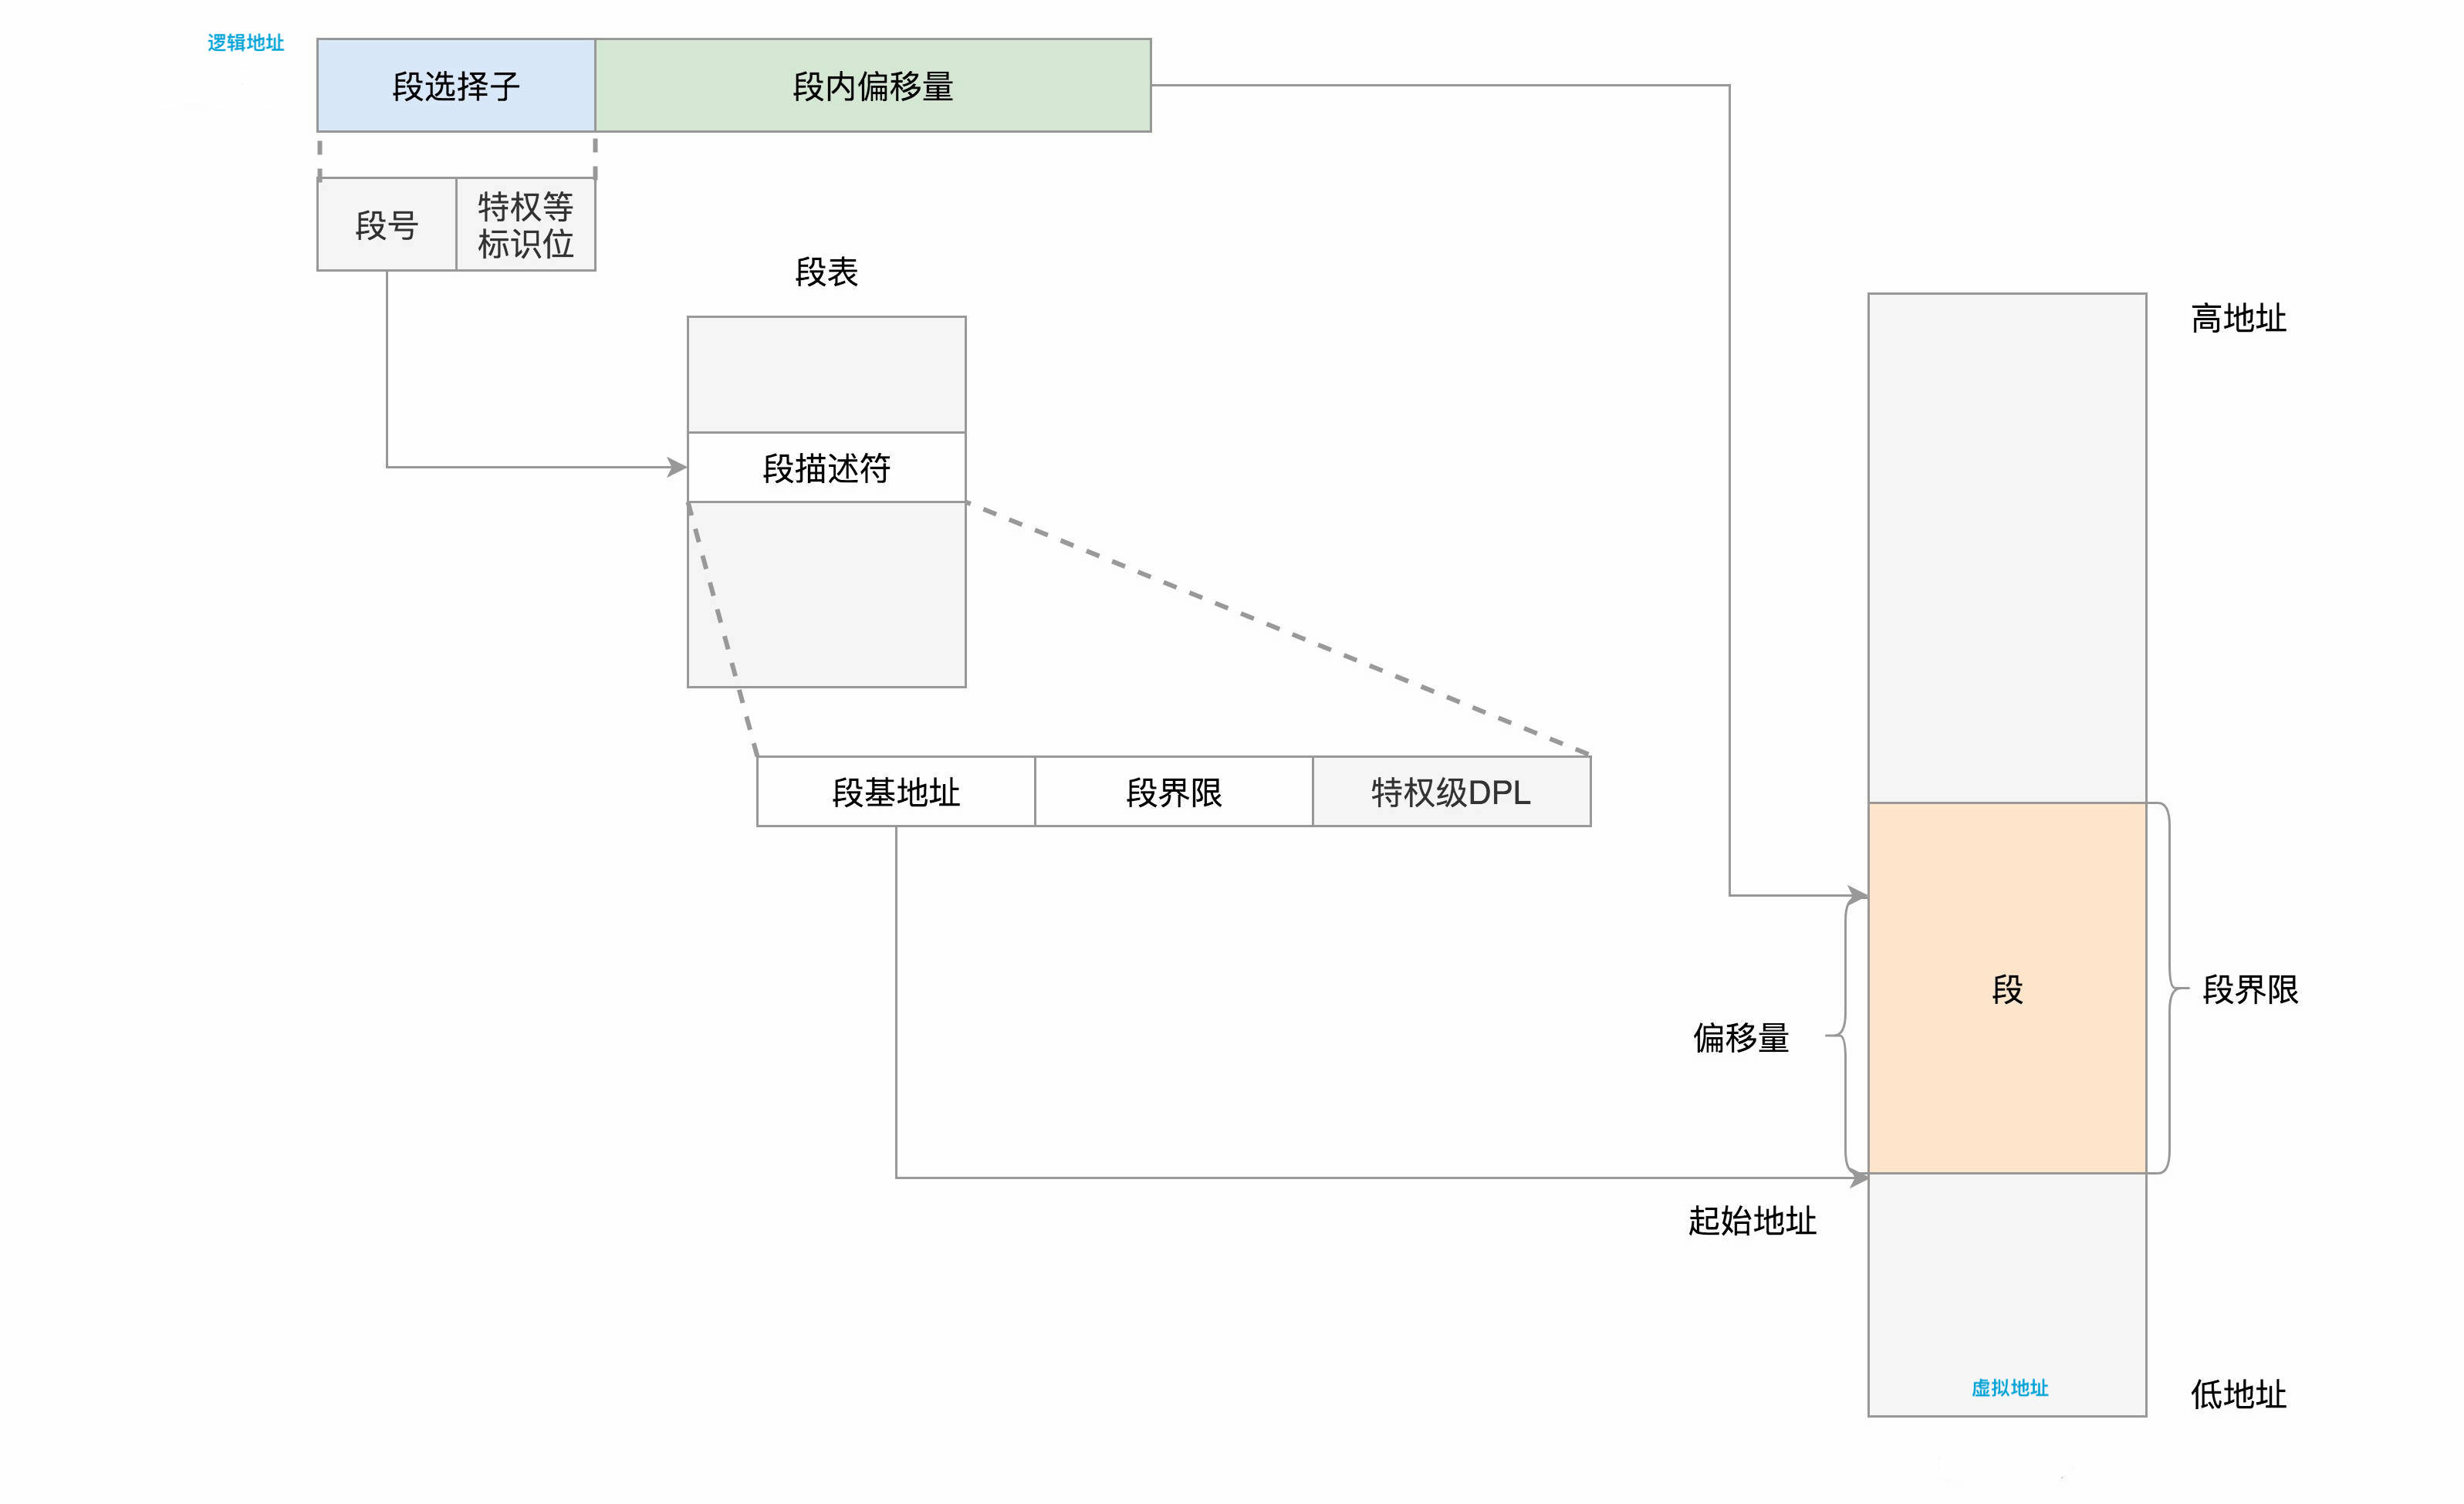 逻辑地址
段选择子
段内偏移量
段号
特权等
标识位
段表
高地址
段描述符
段基地址
段界限
特权级DPL
段
段界限
偏移量
起始地址
虚拟地址
低地址